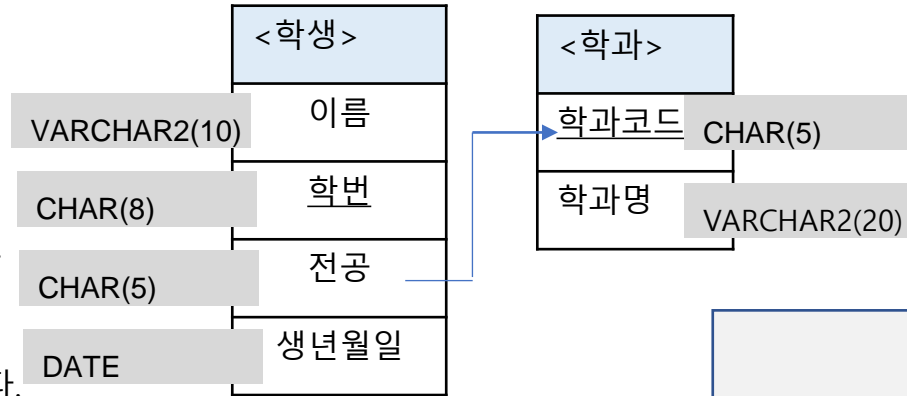 <학생>
이름
학번
전공
생년월일
VARCHAR2(10)
CHAR(8)
CHAR(5)
DATE
다.
<학과>
학과코드
학과명
CHAR(5)
VARCHAR2(20)